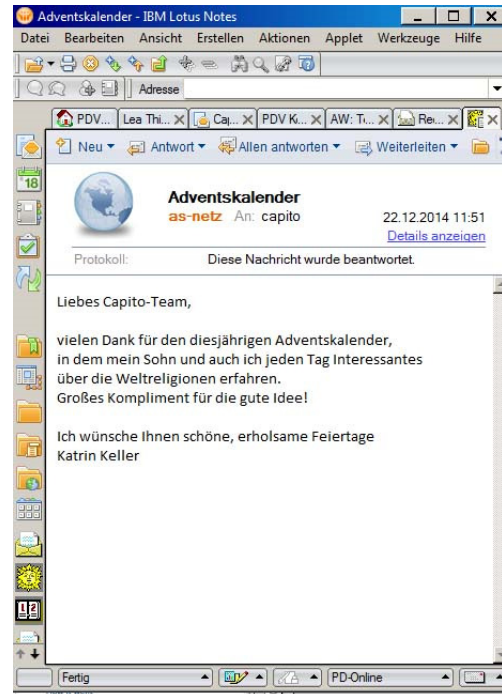 Adventskalender - IBM Lotus Notes
Datei Bearbeiten Ansicht Erstellen Aktionen Applet Werkzeuge Hilfe
Adresse
PDV... Lea Thi... Ca... PDV K... AW: T... Re...
Neu Antwort Allen antworten Weiterleiten
18
Adventskalender
as-netz An: capito 22.12.2014 11:51
Details anzeigen
Protokoll: Diese Nachricht wurde beantwortet.
Liebes Capito-Team,
vielen Dank für den diesjährigen Adventskalender,
in dem mein Sohn und auch ich jeden Tag Interessantes
über die Weltreligionen erfahren.
Großes Kompliment für die gute Idee!
Ich wünsche Ihnen schöne, erholsame Feiertage
Katrin Keller
Fertig PD-Online